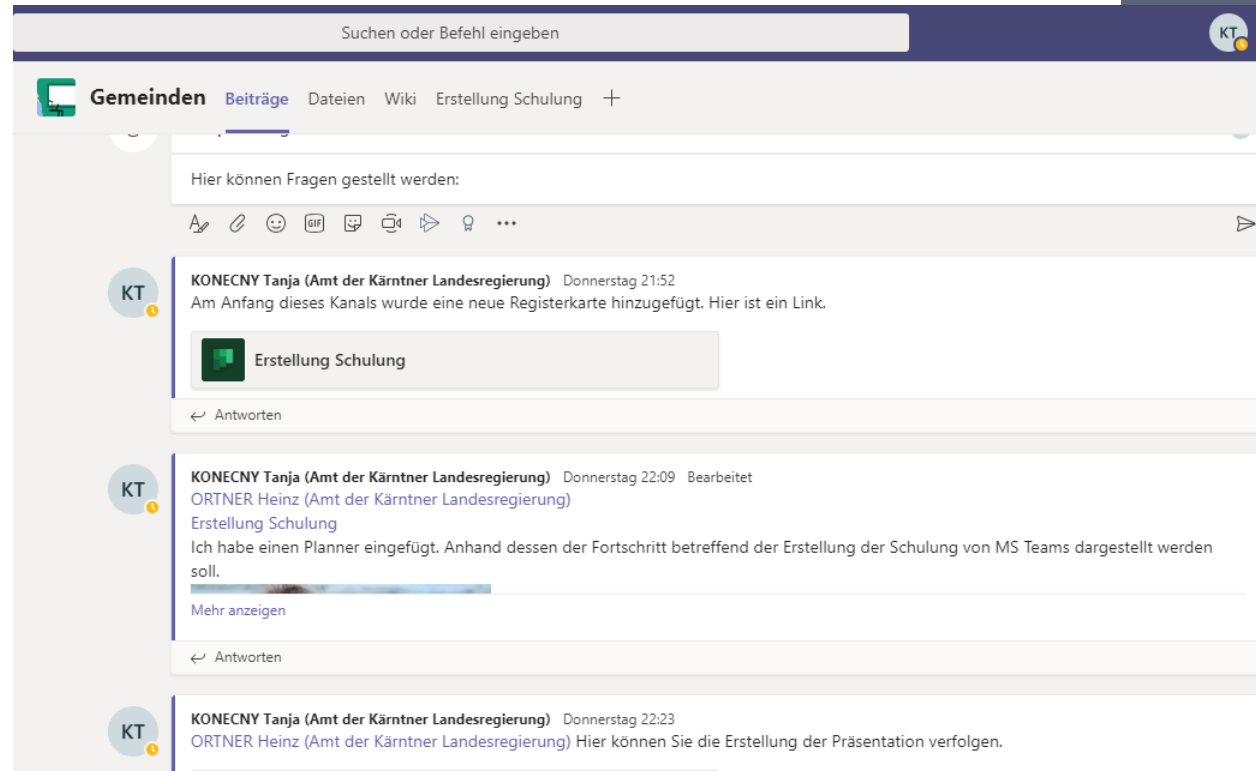 Suchen oder Befehl eingeben
KT
Gemeinden Beiträge Dateien Wiki Erstellung Schulung
Hier können Fragen gestellt werden:
GIF
KT
KONECNY Tanja (Amt der Kärntner Landesregierung) Donnerstag 21:52
Am Anfang dieses Kanals wurde eine neue Registerkarte hinzugefügt. Hier ist ein Link.
Erstellung Schulung
Antworten
KT
KONECNY Tanja (Amt der Kärntner Landesregierung) Donnerstag 22:09 Bearbeitet
ORTNER Heinz (Amt der Kärntner Landesregierung)
Erstellung Schulung
Ich habe einen Planner eingefügt. Anhand dessen der Fortschritt betreffend der Erstellung der Schulung von MS Teams dargestellt werden
soll.
Mehr anzeigen
Antworten
KT
KONECNY Tanja (Amt der Kärntner Landesregierung) Donnerstag 22:23
ORTNER Heinz (Amt der Kärntner Landesregierung) Hier können Sie die Erstellung der Präsentation verfolgen.